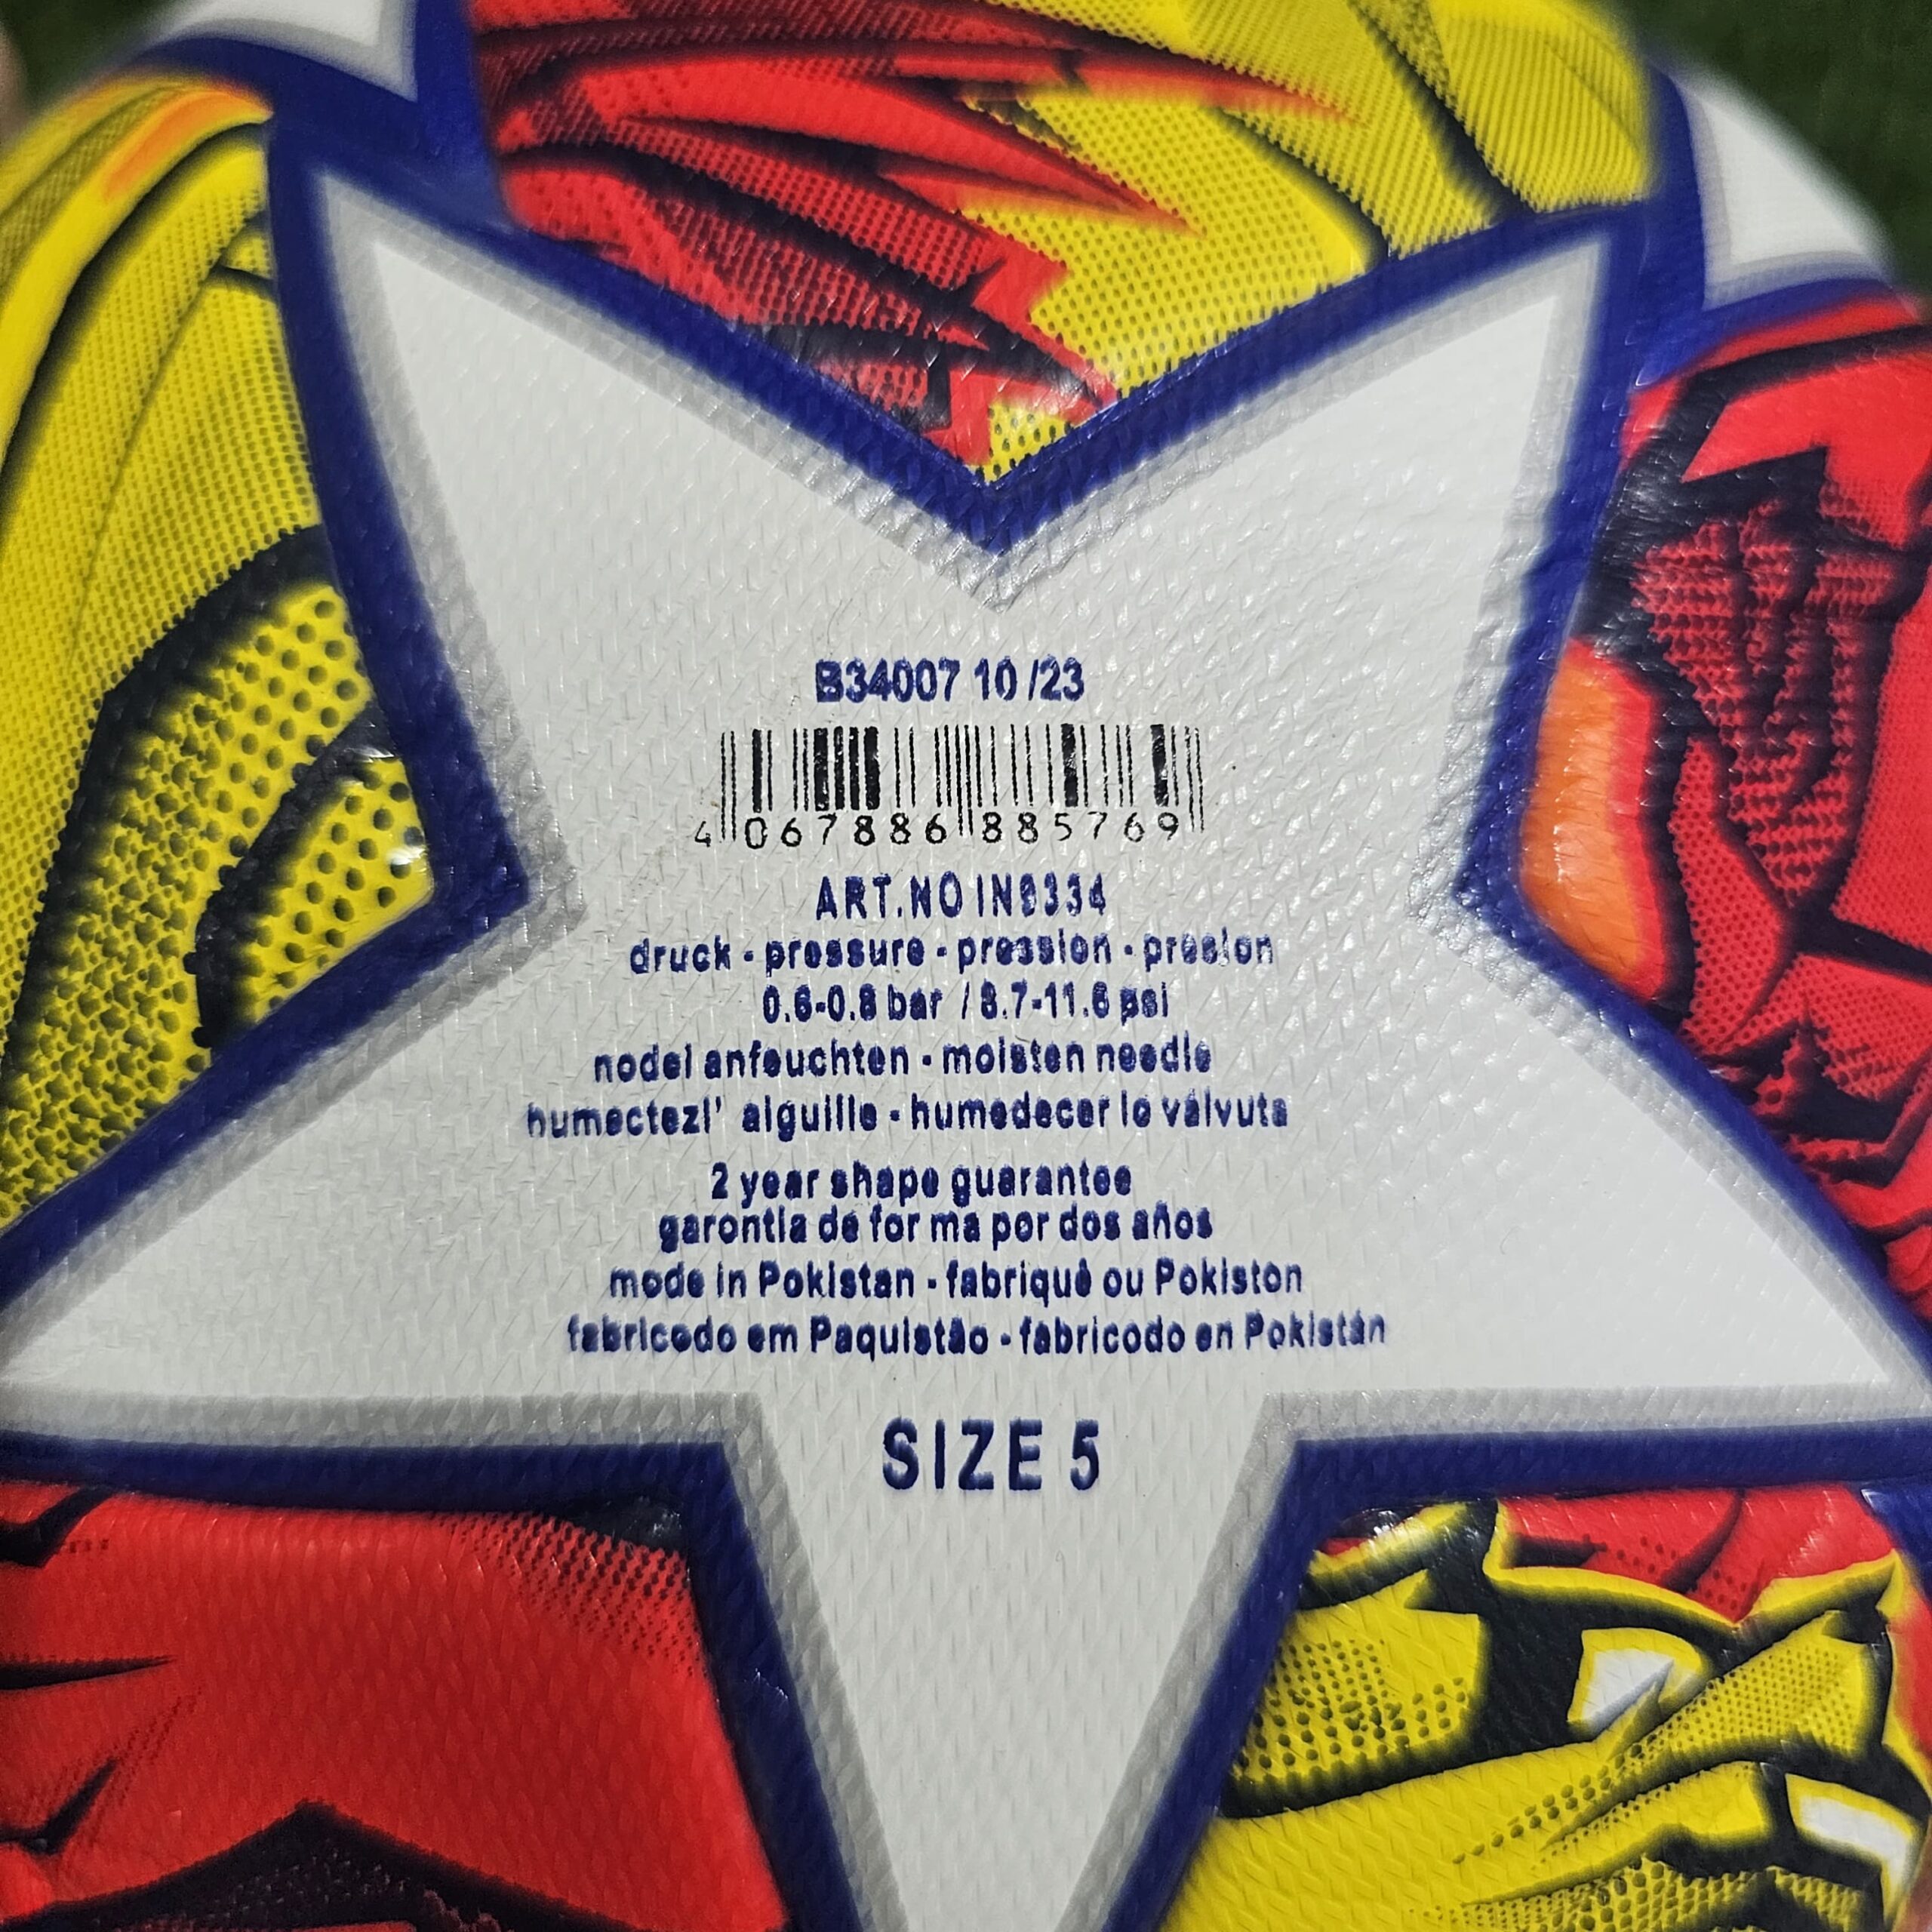 B34007 10 /23
4 067886 885769
ART.NO IN9334
druck - pressure - pression - presion
0.6-0.8 bar / 8.7-11.6 psi
nodel anfeuchten - moisten needle
humectezl' aiguille - humedecer lo válvuta
2 year shape guarantee
garontia de for ma por dos años
mode in Pokistan - fabriquê ou Pokiston
fabricodo em Paquistão - fabricodo en Pokistán
SIZE 5